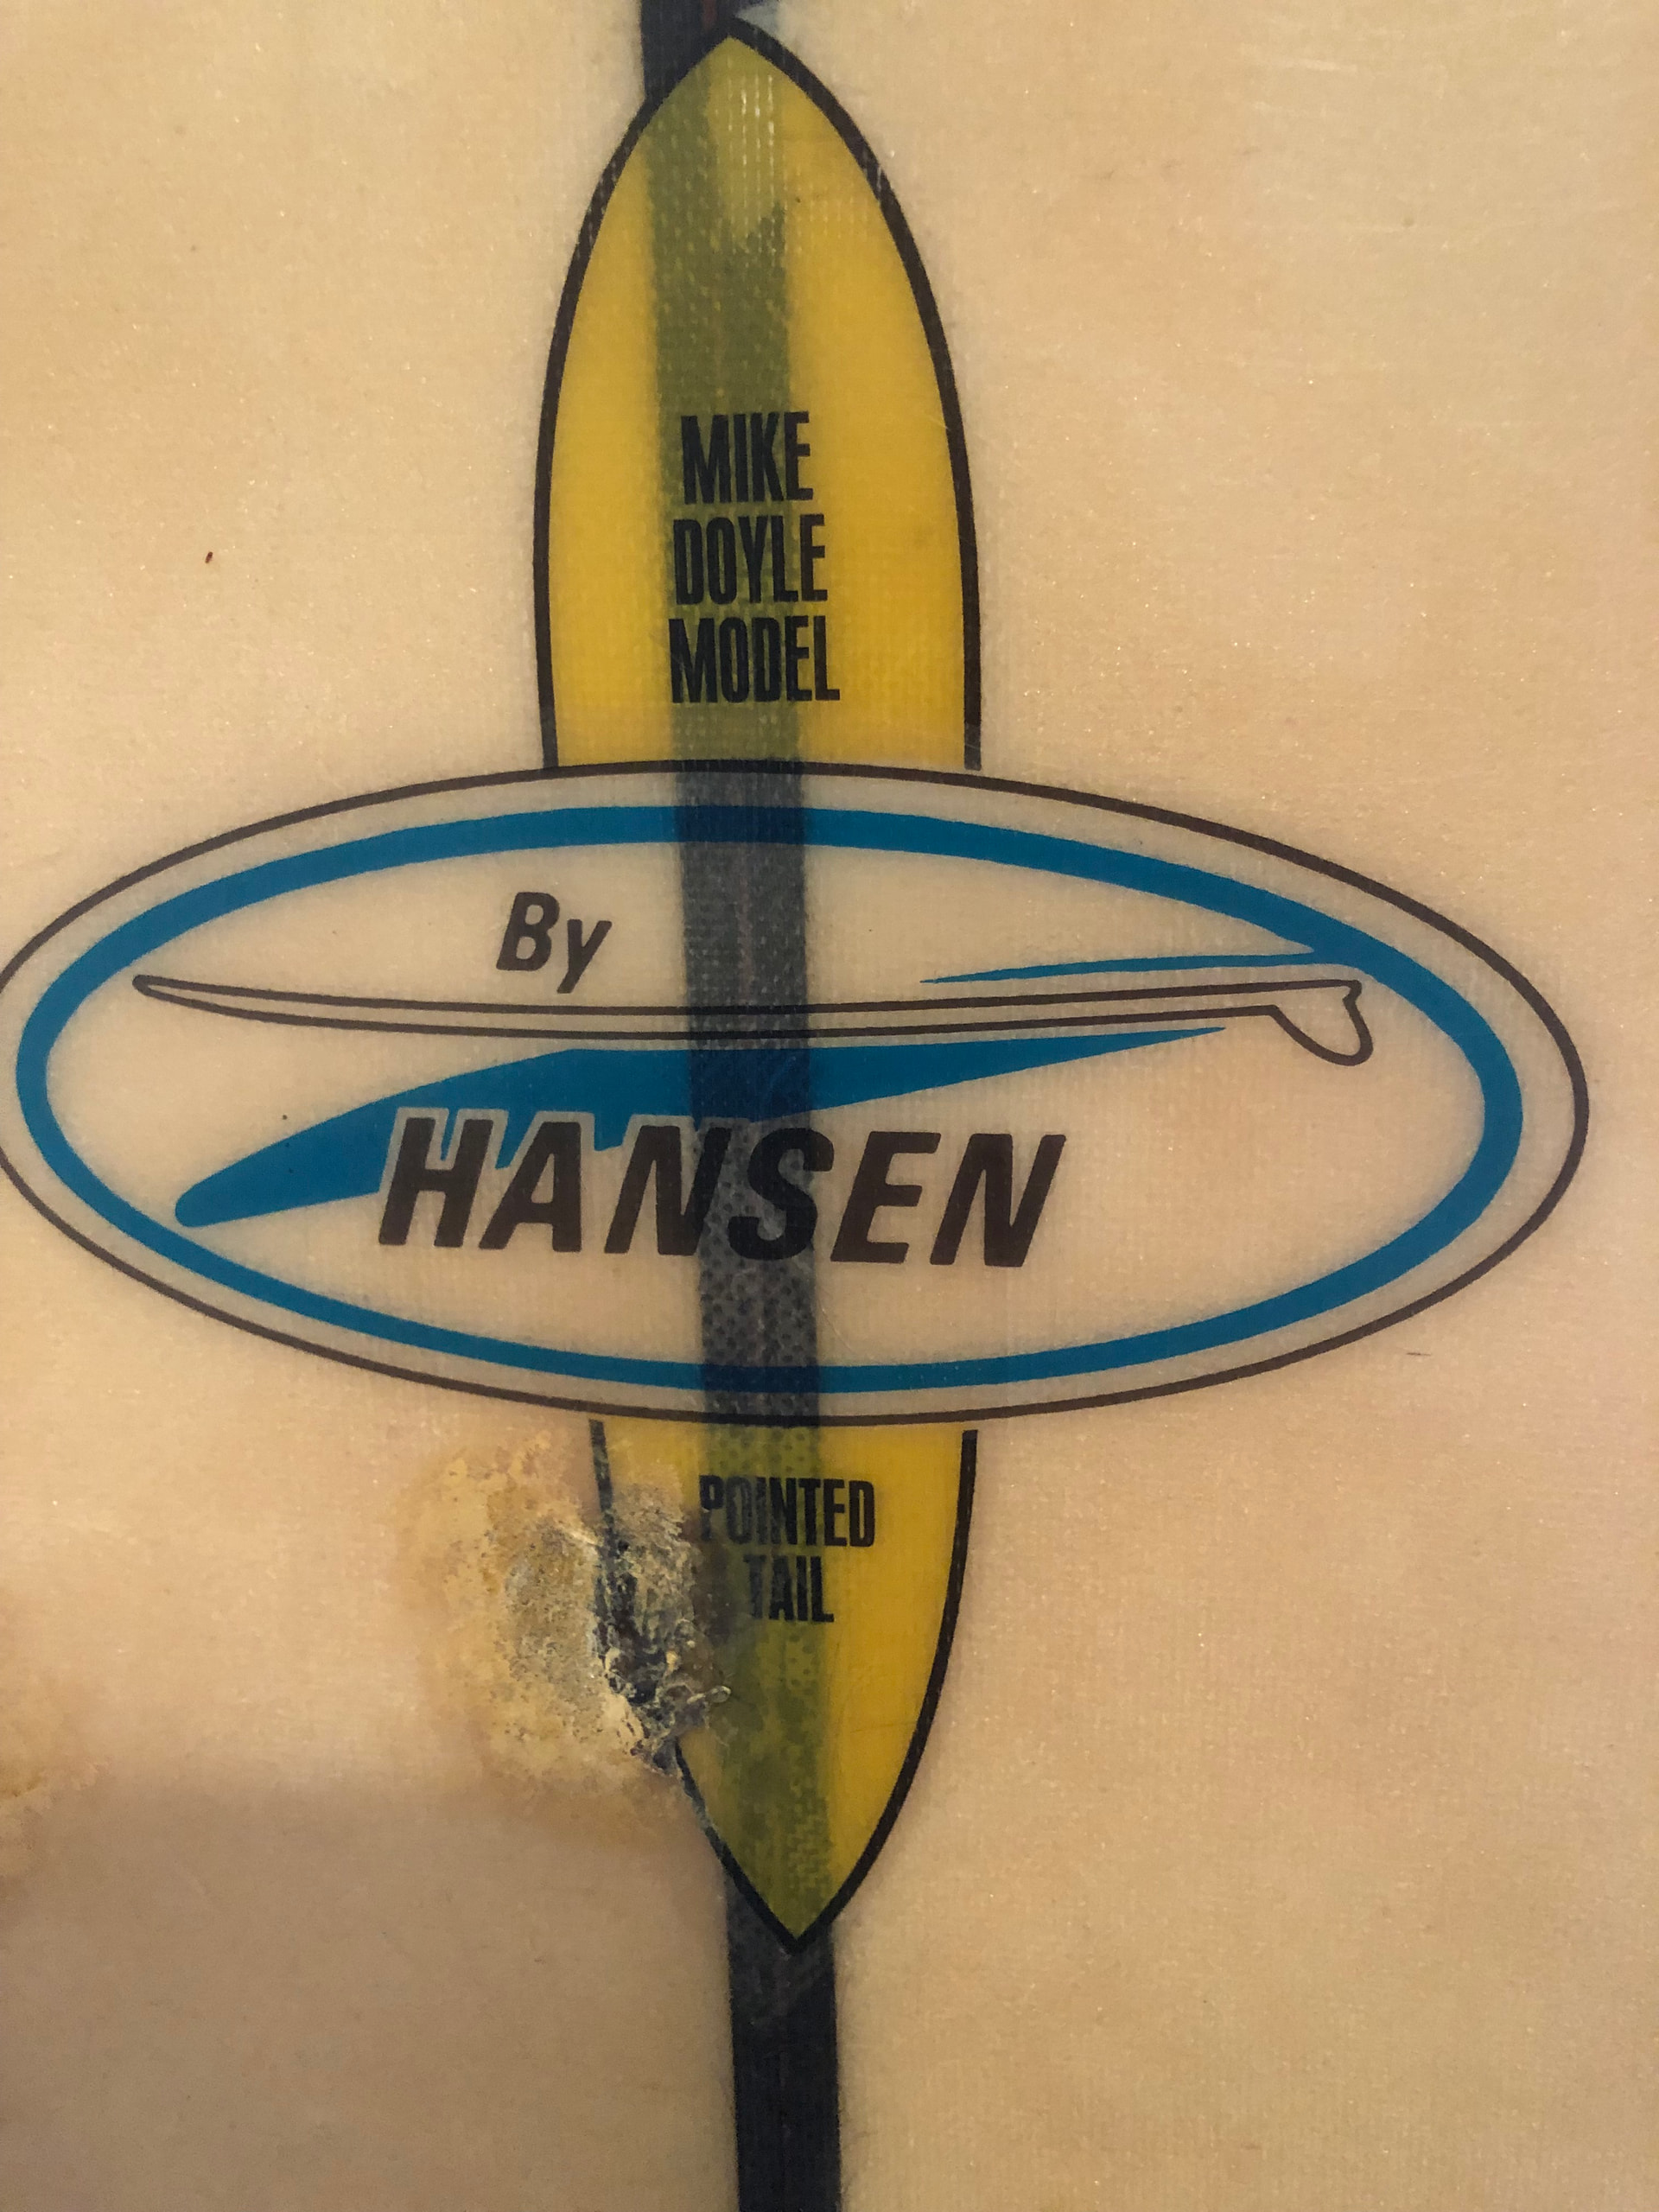 MIKE
DOYLE
MODEL
By
HANSEN
POINTED
TAIL